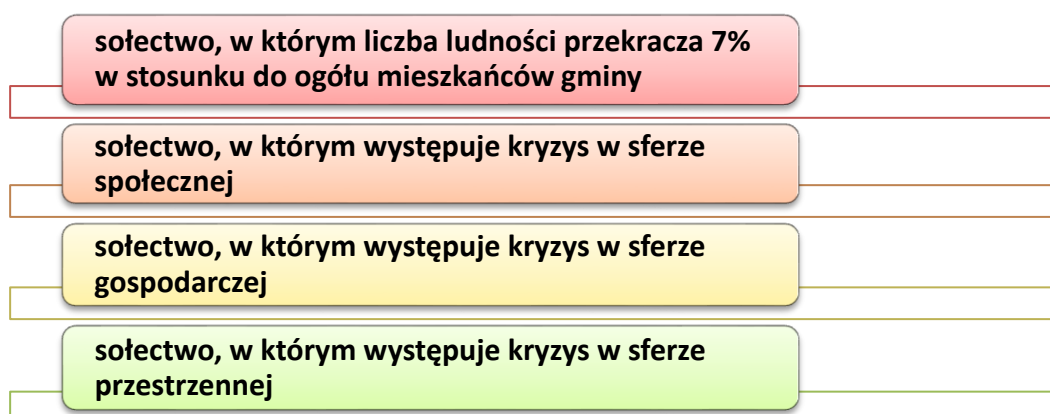 sołectwo, w którym liczba ludności przekracza 7%
w stosunku do ogółu mieszkańców gminy
sołectwo, w którym występuje kryzys w sferze
społecznej
sołectwo, w którym występuje kryzys w sferze
gospodarczej
sołectwo, w którym występuje kryzys w sferze
przestrzennej